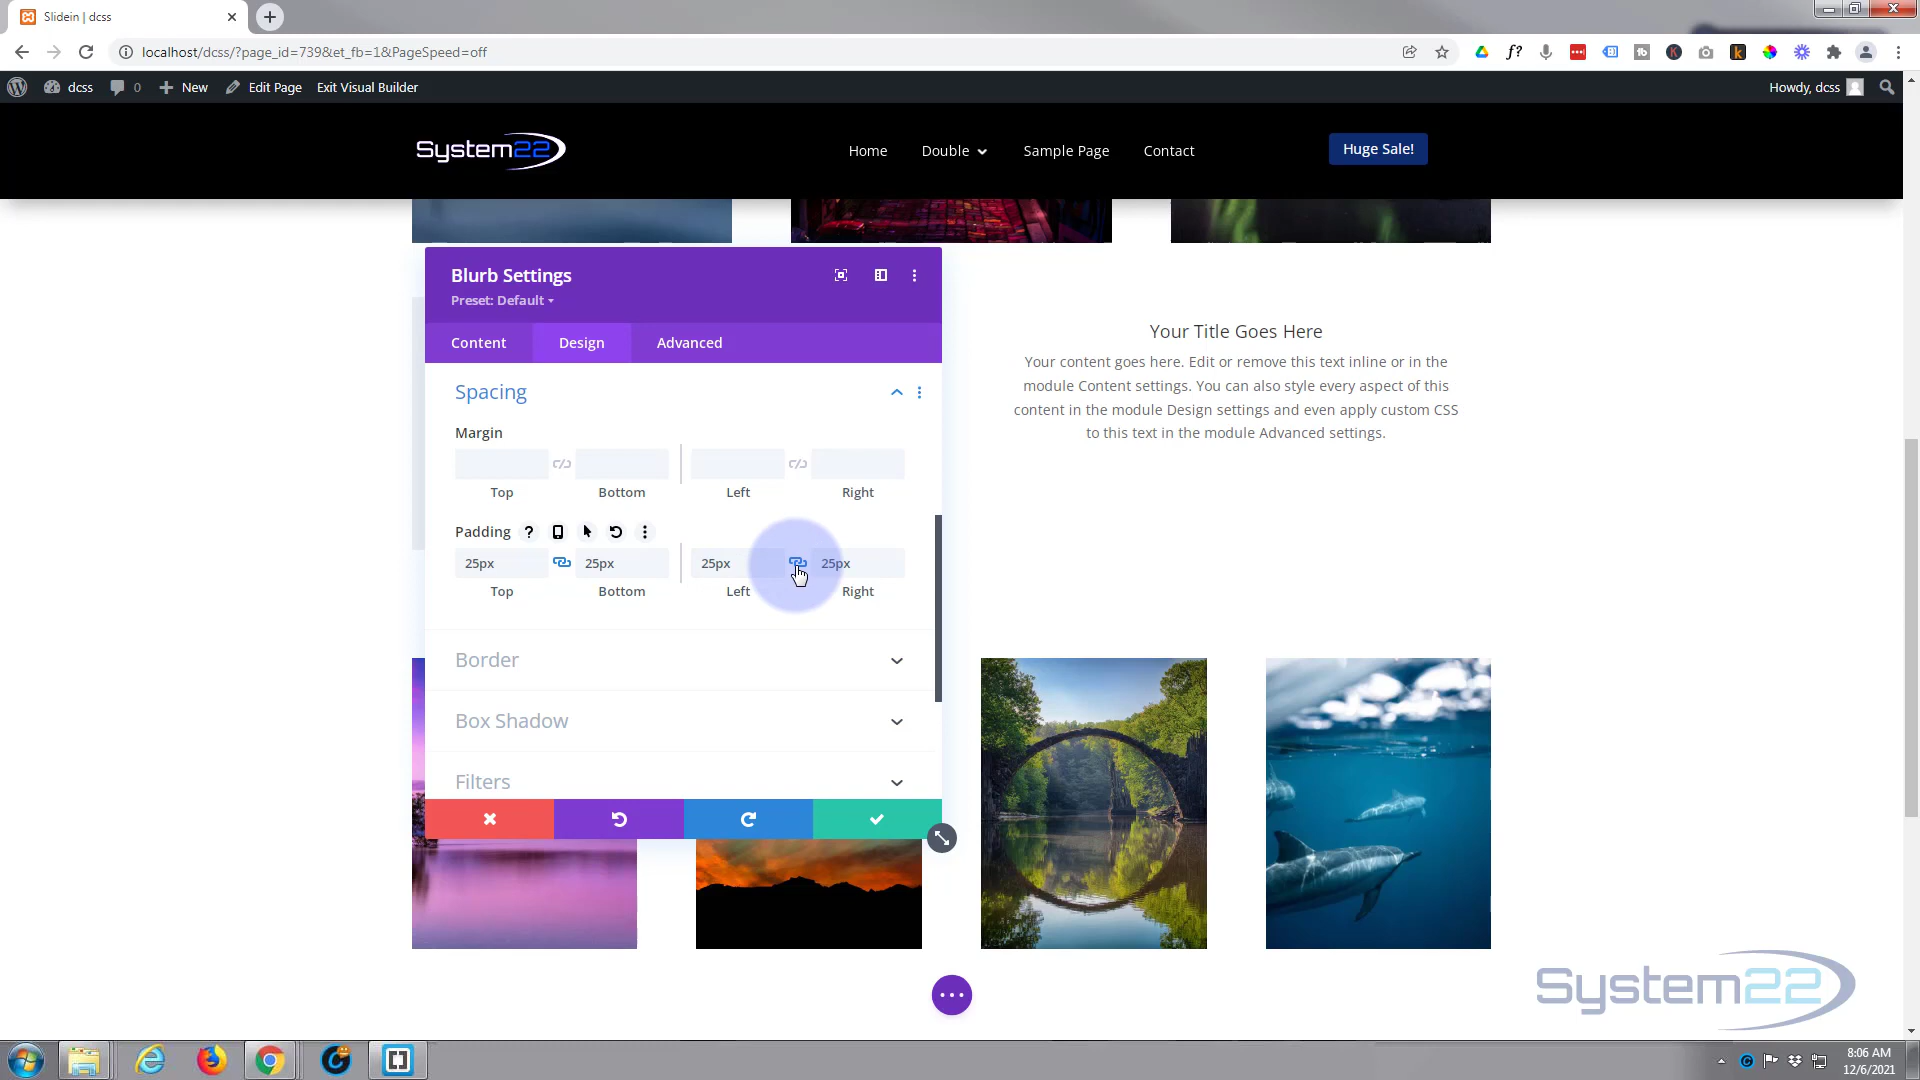 Slidein | dcss
localhost/dcss/?page_id=739&et_fb=1&PageSpeed=off
dcss 0 New Edit Page Exit Visual Builder Howdy, dcss
System22 Home Double Sample Page Contact Huge Sale!
Blurb Settings
Preset: Default
Content Design Advanced
Spacing
Margin
Top Bottom Left Right
Padding ?
25px 25px 25px 25px
Top Bottom Left Right
Border
Box Shadow
Filters
Your Title Goes Here
Your content goes here. Edit or remove this text inline or in the
module Content settings. You can also style every aspect of this
content in the module Design settings and even apply custom CSS
to this text in the module Advanced settings.
System22
8:06 AM
12/6/2021